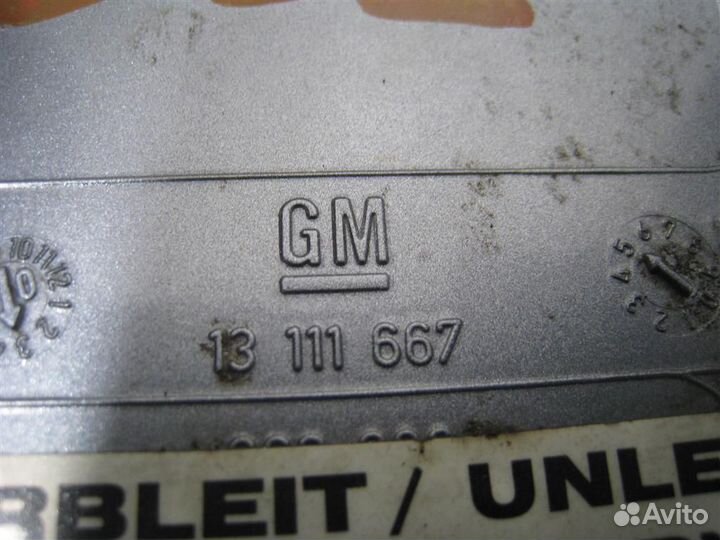 GM
13 111 667
RBLEIT / UNLE
Avito